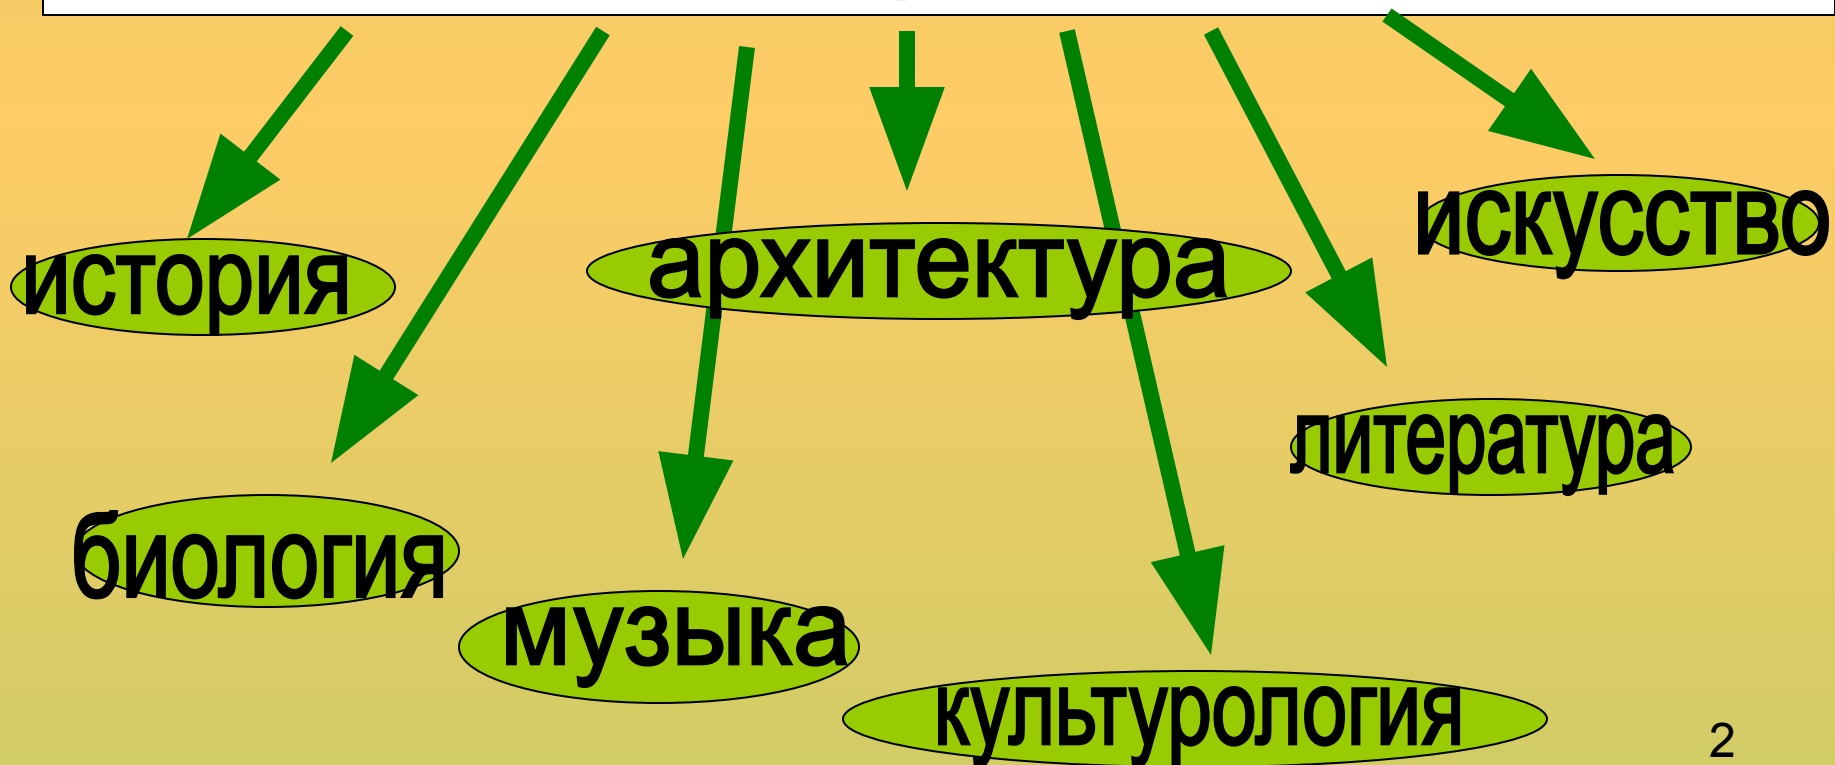 искусство
архитектура
история
литература
биология
музыка
культурология
2